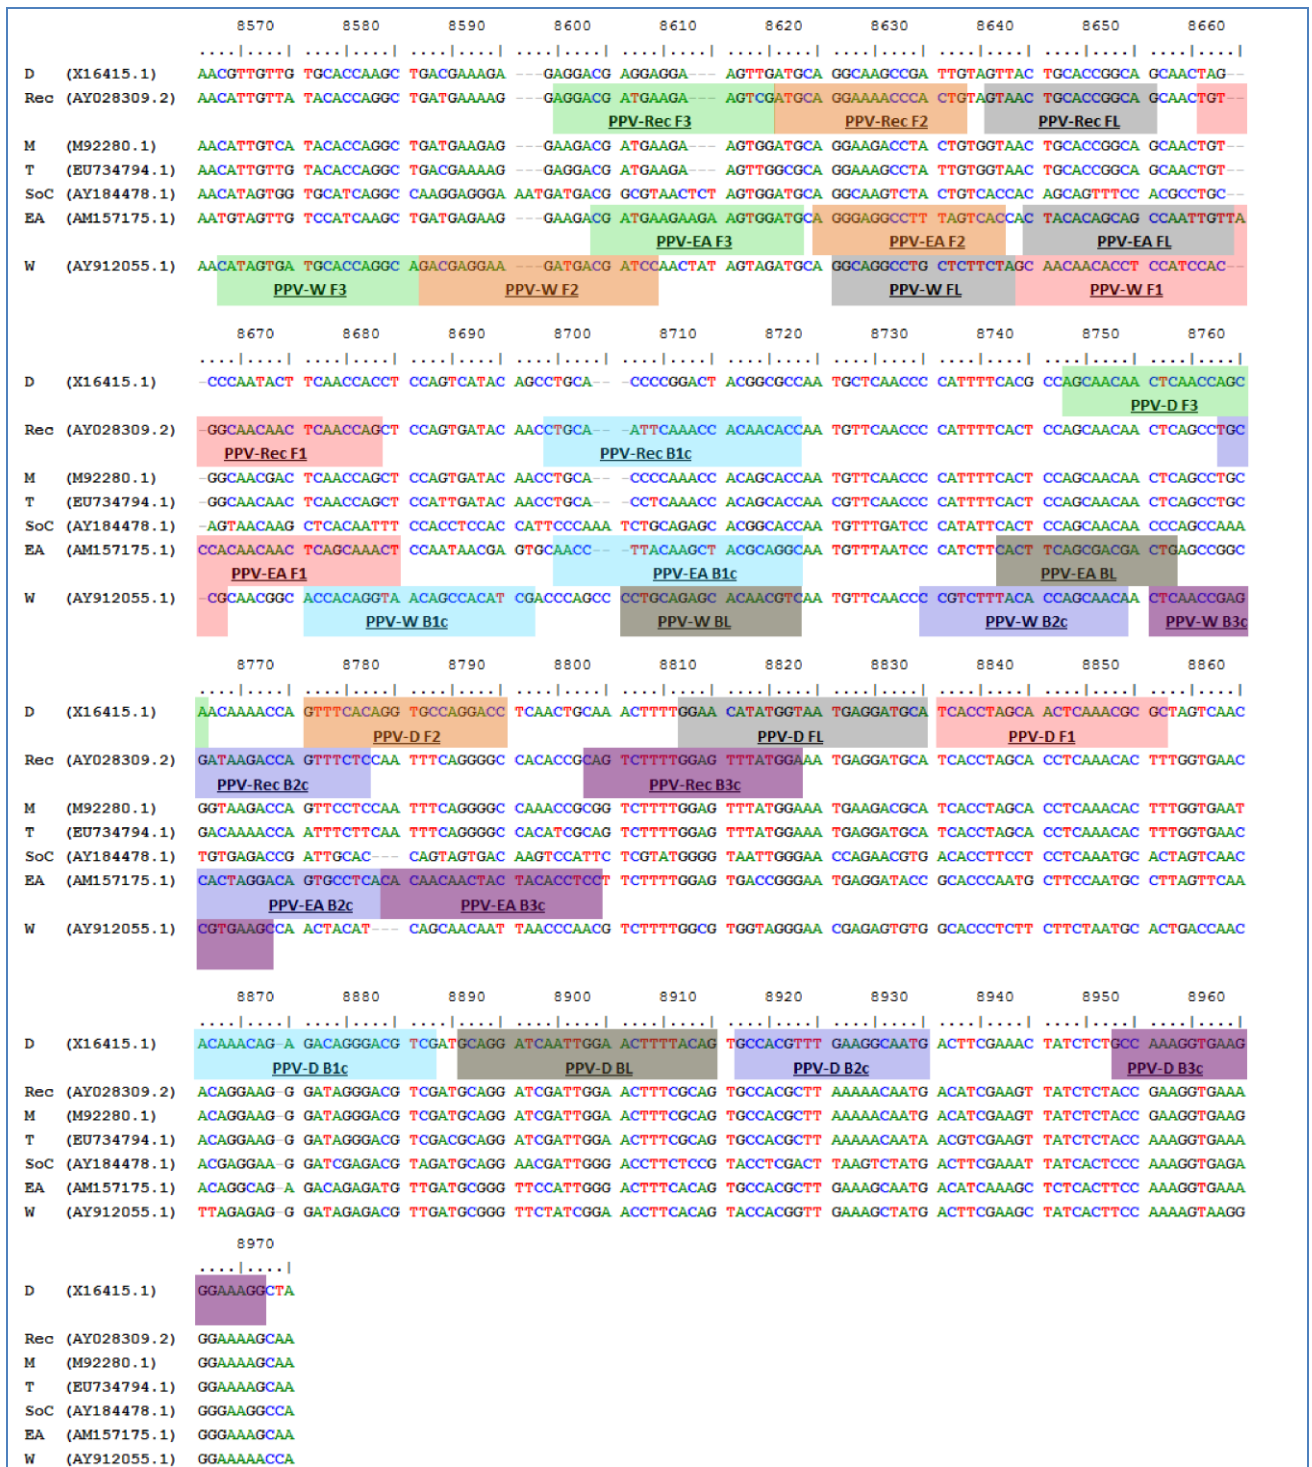 8570 8580 8590 8600 8610 8620 8630 8640 8650 8660
....|....| ....|....| ....|....| ....|....| ....|....| ....|....| ....|....| ....|....| ....|....| ....|....|
D (X16415.1) AACGTTGTTG TGCACCAAGC TGACGAAAGA ---GAGGACG AGGAGGA--- AGTTGATGCA GGCAAGCCGA TTGTAGTTAC TGCACCGGCA GCAACTAG--
Rec (AY028309.2) AACATTGTTA TACACCAGGC TGATGAAAAG ---GAGGACG ATGAAGA--- AGTCGATGCA GGAAAACCCA CTGTAGTAAC TGCACCGGCA GCAACTGT--
PPV-Rec F3 PPV-Rec F2 PPV-Rec FL
M (M92280.1) AACATTGTCA TACACCAGGC TGATGAAGAG ---GAAGACG ATGAAGA--- AGTGGATGCA GGAAGACCTA CTGTGGTAAC TGCACCGGCA GCAACTGT--
T (EU734794.1) AACATTGTTG TACACCAGGC TGACGAAAAG ---GAGGACG ATGAAGA--- AGTTGGCGCA GGAAAGCCTA TTGTGGTAAC TGCACCGGCA GCAACTGT--
SoC (AY184478.1) AACATAGTGG TGCATCAGGC CAAGGAGGGA AATGATGACG GCGTAACTCT AGTGGATGCA GGCAAGTCTA CTGTCACCAC AGCAGTTTCC ACGCCTGC--
EA (AM157175.1) AATGTAGTTG TCCATCAAGC TGATGAGAAG ---GAAGACG ATGAAGAAGA AGTGGATGCA GGGAGGCCTT TAGTCACCAC TACACAGCAG CCAATTGTTA
PPV-EA F3 PPV-EA F2 PPV-EA FL
W (AY912055.1) AACATAGTGA TGCACCAGGC AGACGAGGAA ---GATGACG ATCCAACTAT AGTAGATGCA GGCAGGCCTG CTCTTCTAGC AACAACACCT CCATCCAC--
PPV-W F3 PPV-W F2 PPV-W FL PPV-W F1
8670 8680 8690 8700 8710 8720 8730 8740 8750 8760
....|....| ....|....| ....|....| ....|....| ....|....| ....|....| ....|....| ....|....| ....|....| ....|....|
D (X16415.1) -CCCAATACT TCAACCACCT CCAGTCATAC AGCCTGCA-- -CCCCGGACT ACGGCGCCAA TGCTCAACCC CATTTTCACG CCAGCAACAA CTCAACCAGC
PPV-D F3
Rec (AY028309.2) -GGCAACAAC TCAACCAGCT CCAGTGATAC AACCTGCA-- -ATTCAAACC ACAACACCAA TGTTCAACCC CATTTTCACT CCAGCAACAA CTCAGCCTGC
PPV-Rec F1 PPV-Rec B1c
M (M92280.1) -GGCAACGAC TCAACCAGCT CCAGTGATAC AACCTGCA-- -CCCCAAACC ACAGCACCAA TGTTCAACCC CATTTTCACT CCAGCAACAA CTCAGCCTGC
T (EU734794.1) -GGCAACAAC TCAACCAGCT CCATTGATAC AACCTGCA-- -CCTCAAACC ACAGCACCAA CGTTCAACCC CATTTTCACT CCAGCAACAA CTCAGCCTGC
SoC (AY184478.1) -AGTAACAAG CTCACAATTT CCACCTCCAC CATTCCCAAA TCTGCAGAGC ACGGCACCAA TGTTTGATCC CATATTCACT CCAGCAACAA CCCAGCCAAA
EA (AM157175.1) CCACAACAAC TCAGCAAACT CCAATAACGA GTGCAACC-- -TTACAAGCT ACGCAGGCAA TGTTTAATCC CATCTTCACT TCAGCGACGA CTGAGCCGGC
PPV-EA F1 PPV-EA B1c PPV-EA BL
W (AY912055.1) -CGCAACGGC ACCACAGGTA ACAGCCACAT CGACCCAGCC CCTGCAGAGC ACAACGTCAA TGTTCAACCC CGTCTTTACA CCAGCAACAA CTCAACCGAG
PPV-W B1c PPV-W BL PPV-W B2c PPV-W B3c
8770 8780 8790 8800 8810 8820 8830 8840 8850 8860
....|....| ....|....| ....|....| ....|....| ....|....| ....|....| ....|....| ....|....| ....|....| ....|....|
D (X16415.1) AACAAAACCA GTTTCACAGG TGCCAGGACC TCAACTGCAA ACTTTTGGAA CATATGGTAA TGAGGATGCA TCACCTAGCA ACTCAAACGC GCTAGTCAAC
PPV-D F2 PPV-D FL PPV-D F1
Rec (AY028309.2) GATAAGACCA GTTTCTCCAA TTTCAGGGGC CACACCGCAG TCTTTTGGAG TTTATGGAAA TGAGGATGCA TCACCTAGCA CCTCAAACAC TTTGGTGAAC
PPV-Rec B2c PPV-Rec B3c
M (M92280.1) GGTAAGACCA GTTCCTCCAA TTTCAGGGGC CAAACCGCGG TCTTTTGGAG TTTATGGAAA TGAAGACGCA TCACCTAGCA CCTCAAACAC TTTGGTGAAT
T (EU734794.1) GACAAAACCA ATTTCTTCAA TTTCAGGGGC CACATCGCAG TCTTTTGGAG TTTATGGAAA TGAGGATGCA TCACCTAGCA CCTCAAACAC TTTGGTGAAC
SoC (AY184478.1) TGTGAGACCG ATTGCAC--- CAGTAGTGAC AAGTCCATTC TCGTATGGGG TAATTGGGAA CCAGAACGTG ACACCTTCCT CCTCAAATGC ACTAGTCAAC
EA (AM157175.1) CACTAGGACA GTGCCTCACA CAACAACTAC TACACCTCCT TCTTTTGGAG TGACCGGGAA TGAGGATACC GCACCCAATG CTTCCAATGC CTTAGTTCAA
PPV-EA B2c PPV-EA B3c
W (AY912055.1) CGTGAAGCCA ACTACAT--- CAGCAACAAT TAACCCAACG TCTTTTGGCG TGGTAGGGAA CGAGAGTGTG GCACCCTCTT CTTCTAATGC ACTGACCAAC
8870 8880 8890 8900 8910 8920 8930 8940 8950 8960
....|....| ....|....| ....|....| ....|....| ....|....| ....|....| ....|....| ....|....| ....|....| ....|....|
D (X16415.1) ACAAACAG-A GACAGGGACG TCGATGCAGG ATCAATTGGA ACTTTTACAG TGCCACGTTT GAAGGCAATG ACTTCGAAAC TATCTCTGCC AAAGGTGAAG
PPV-D B1c PPV-D BL PPV-D B2c PPV-D B3c
Rec (AY028309.2) ACAGGAAG-G GATAGGGACG TCGATGCAGG ATCGATTGGA ACTTTCGCAG TGCCACGCTT AAAAACAATG ACATCGAAGT TATCTCTACC GAAGGTGAAA
M (M92280.1) ACAGGAAG-G GATAGGGACG TCGATGCAGG ATCGATTGGA ACTTTCGCAG TGCCACGCTT AAAAACAATG ACATCGAAGT TATCTCTACC GAAGGTGAAG
T (EU734794.1) ACAGGAAG-G GATAGGGACG TCGACGCAGG ATCGATTGGA ACTTTCGCAG TGCCACGCTT AAAAACAATA ACGTCGAAGT TATCTCTACC AAAGGTGAAA
SoC (AY184478.1) ACGAGGAA-G GATCGAGACG TAGATGCAGG AACGATTGGG ACCTTCTCCG TACCTCGACT TAAGTCTATG ACTTCGAAAT TATCACTCCC AAAGGTGAGA
EA (AM157175.1) ACAGGCAG-A GACAGAGATG TTGATGCGGG TTCCATTGGG ACTTTCACAG TGCCACGCTT GAAAGCAATG ACATCAAAGC TCTCACTTCC AAAGGTGAAA
W (AY912055.1) TTAGAGAG-G GATAGAGACG TTGATGCGGG TTCTATCGGA ACCTTCACAG TACCACGGTT GAAAGCTATG ACTTCGAAGC TATCACTTCC AAAAGTAAGG
8970
....|....|
D (X16415.1) GGAAAGGCTA
Rec (AY028309.2) GGAAAAGCAA
M (M92280.1) GGAAAAGCAA
T (EU734794.1) GGAAAAGCAA
SoC (AY184478.1) GGGAAGGCCA
EA (AM157175.1) GGGAAAGCAA
W (AY912055.1) GGAAAAACCA